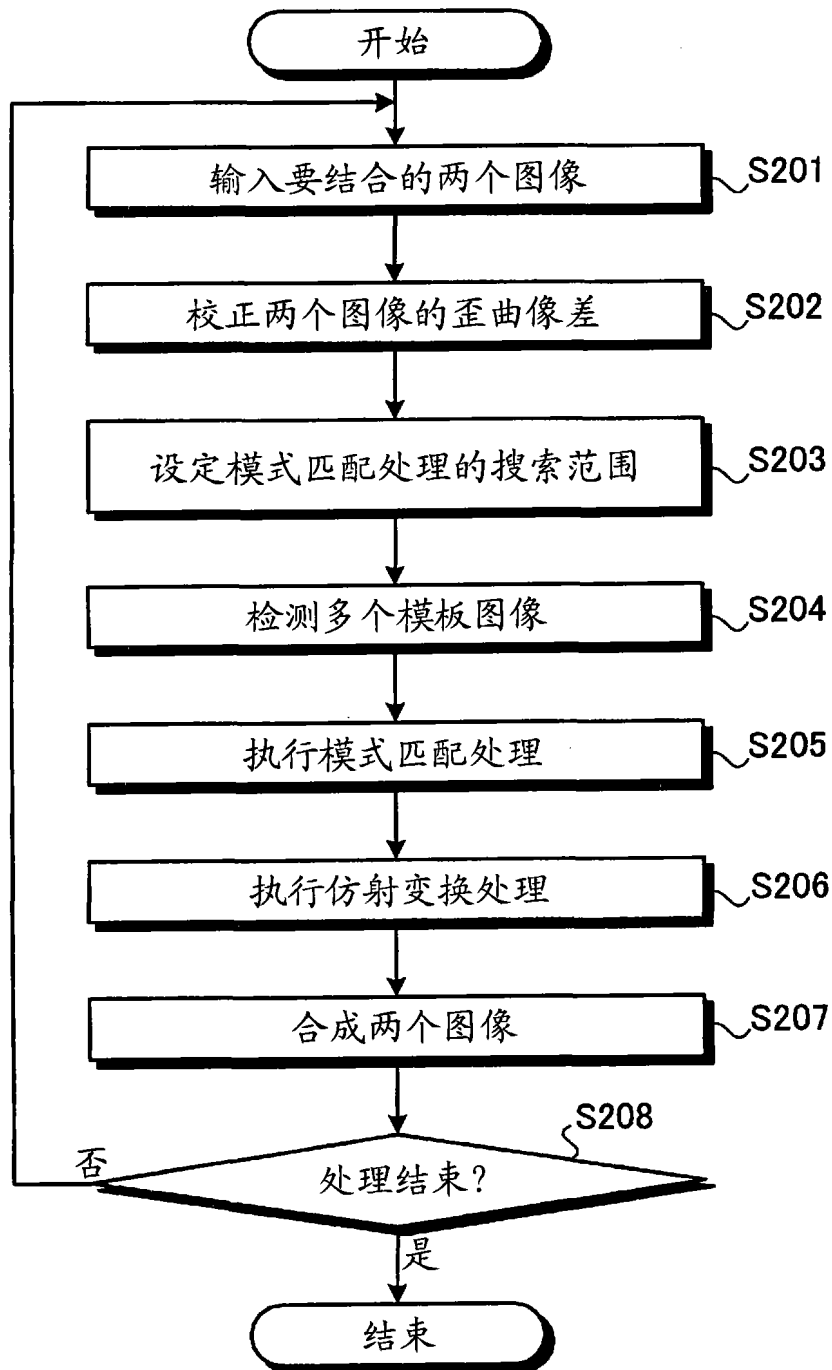 开始
输入要结合的两个图像
S201
校正两个图像的歪曲像差
S202
设定模式匹配处理的搜索范围
S203
检测多个模板图像
S204
执行模式匹配处理
S205
执行仿射变换处理
S206
合成两个图像
S207
S208
处理结束?
否
是
结束